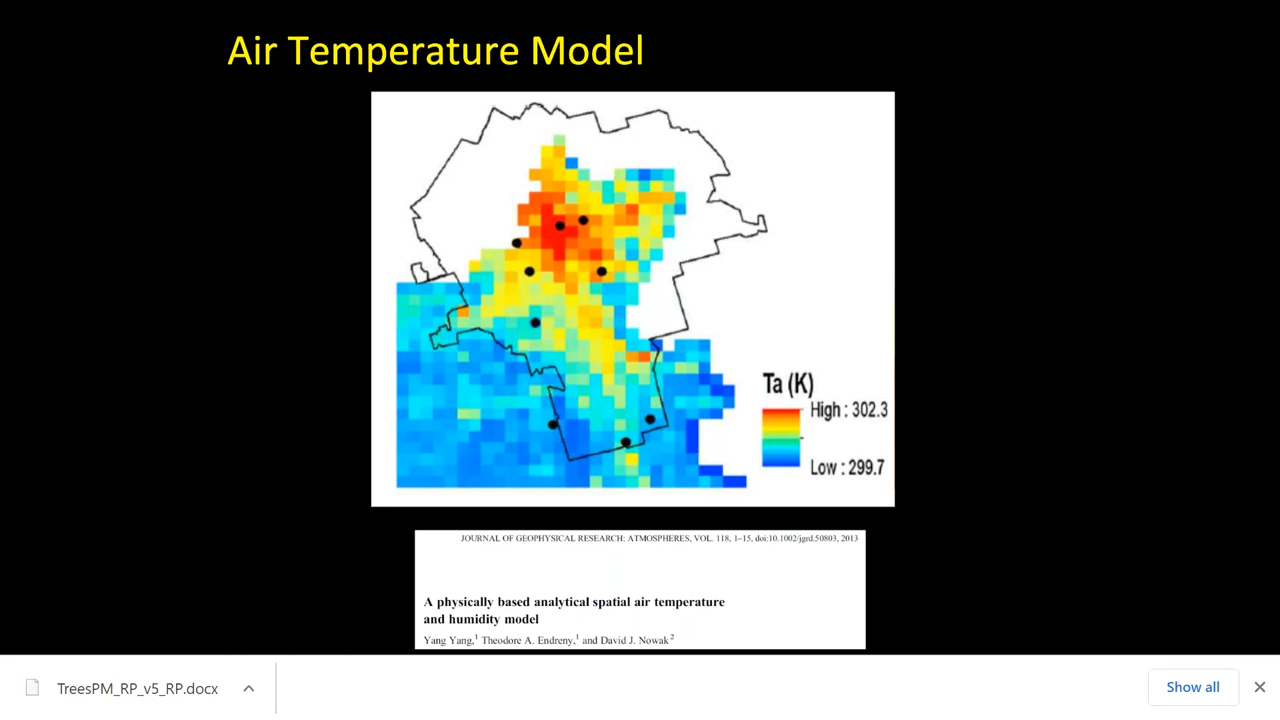 Air Temperature Model
Ta (K)
High : 302.3
Low : 299.7
JOURNAL OF GEOPHYSICAL RESEARCH: ATMOSPHERES, VOL. 118, 1–15, doi:10.1002/jgrd.50803, 2013
A physically based analytical spatial air temperature
and humidity model
Yang Yang,¹ Theodore A. Endreny,¹ and David J. Nowak²
TreesPM_RP_v5_RP.docx
Show all